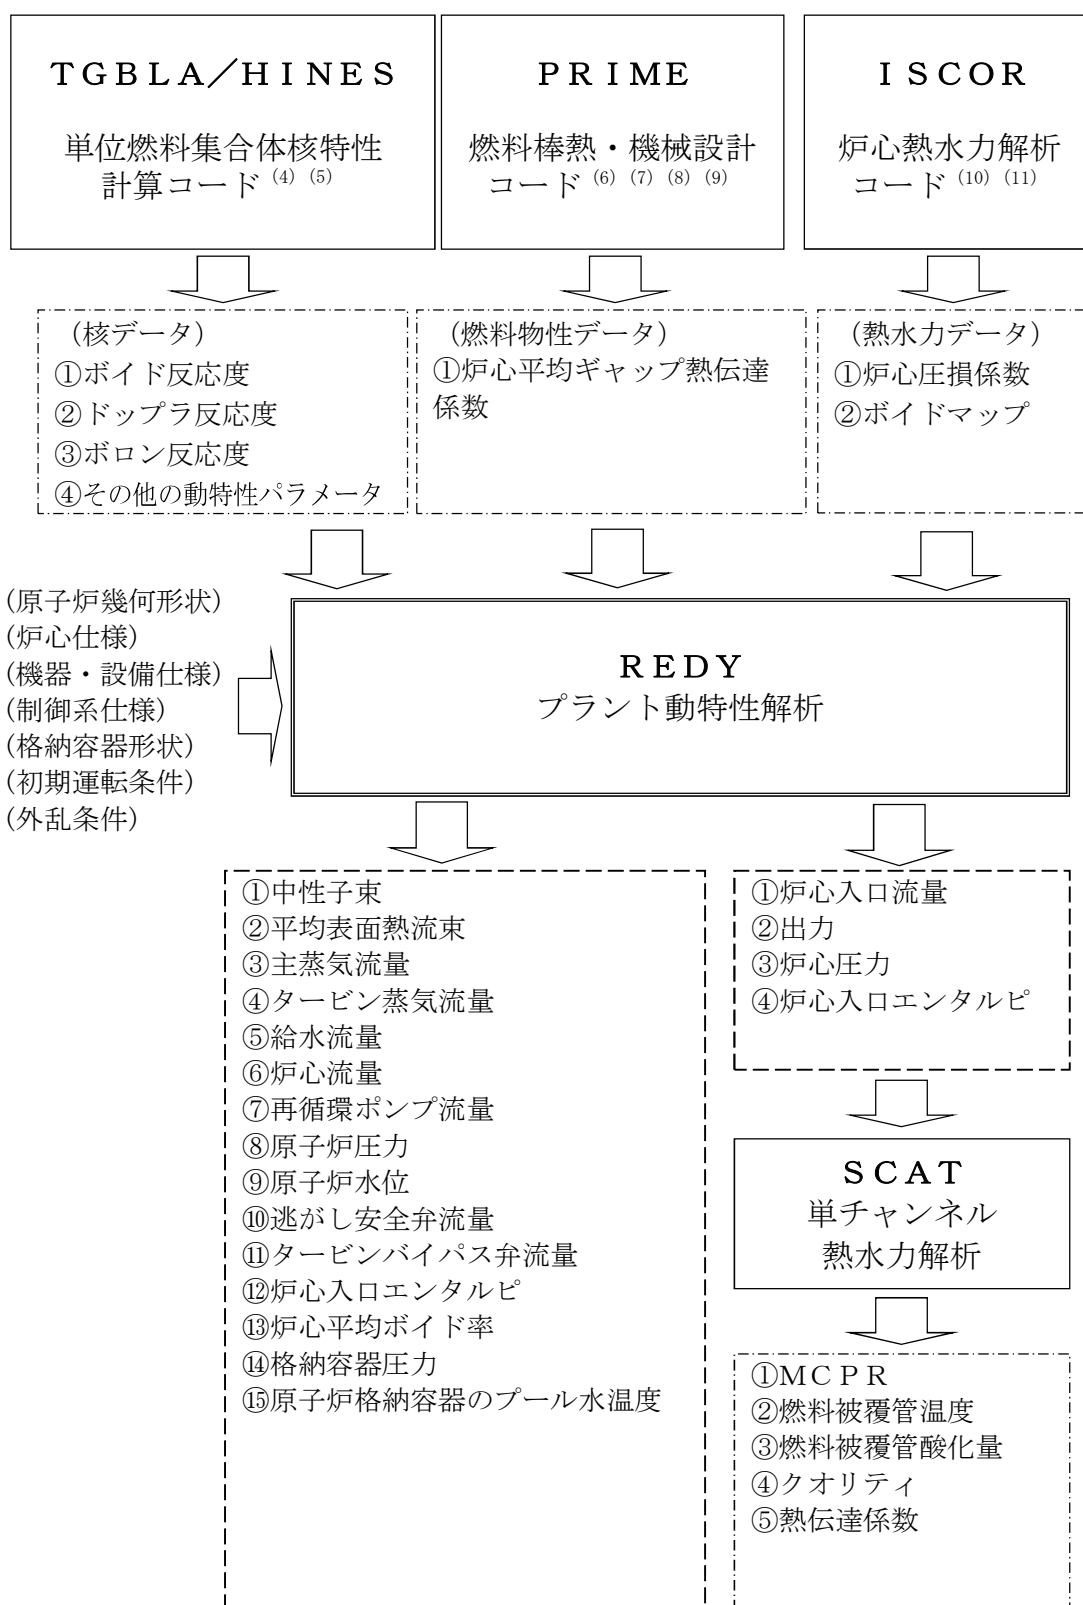 TGBLA/HINES
単位燃料集合体核特性
計算コード(4)(5)
PRIME
燃料棒熱・機械設計
コード(6)(7)(8)(9)
ISCOR
炉心熱水力解析
コード(10)(11)
(核データ)
①ボイド反応度
②ドップラ反応度
③ボロン反応度
④その他の動特性パラメータ
(燃料物性データ)
①炉心平均ギャップ熱伝達
係数
(熱水力データ)
①炉心圧損係数
②ボイドマップ
(原子炉幾何形状)
(炉心仕様)
(機器・設備仕様)
(制御系仕様)
(格納容器形状)
(初期運転条件)
(外乱条件)
REDY
プラント動特性解析
①中性子束
②平均表面熱流束
③主蒸気流量
④タービン蒸気流量
⑤給水流量
⑥炉心流量
⑦再循環ポンプ流量
⑧原子炉圧力
⑨原子炉水位
⑩逃がし安全弁流量
⑪タービンバイパス弁流量
⑫炉心入口エンタルピ
⑬炉心平均ボイド率
⑭格納容器圧力
⑮原子炉格納容器のプール水温度
①炉心入口流量
②出力
③炉心圧力
④炉心入口エンタルピ
SCAT
単チャンネル
熱水力解析
①MCPR
②燃料被覆管温度
③燃料被覆管酸化量
④クオリティ
⑤熱伝達係数